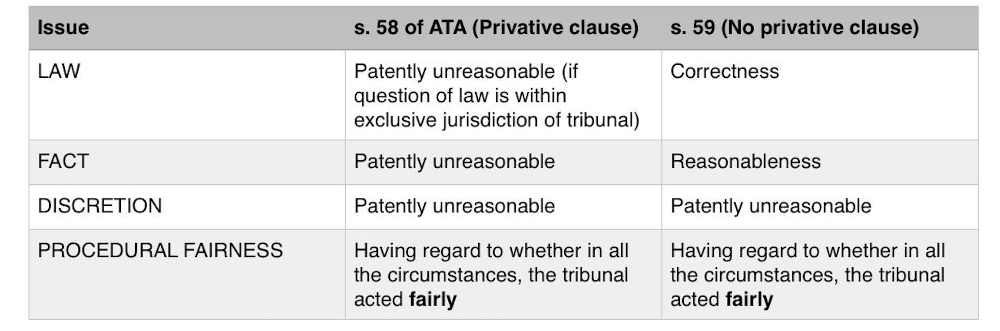 Issue
s. 58 of ATA (Privative clause)
s. 59 (No privative clause)
LAW
Patently unreasonable (if
question of law is within
exclusive jurisdiction of tribunal)
Correctness
FACT
Patently unreasonable
Reasonableness
DISCRETION
Patently unreasonable
Patently unreasonable
PROCEDURAL FAIRNESS
Having regard to whether in all
the circumstances, the tribunal
acted fairly
Having regard to whether in all
the circumstances, the tribunal
acted fairly